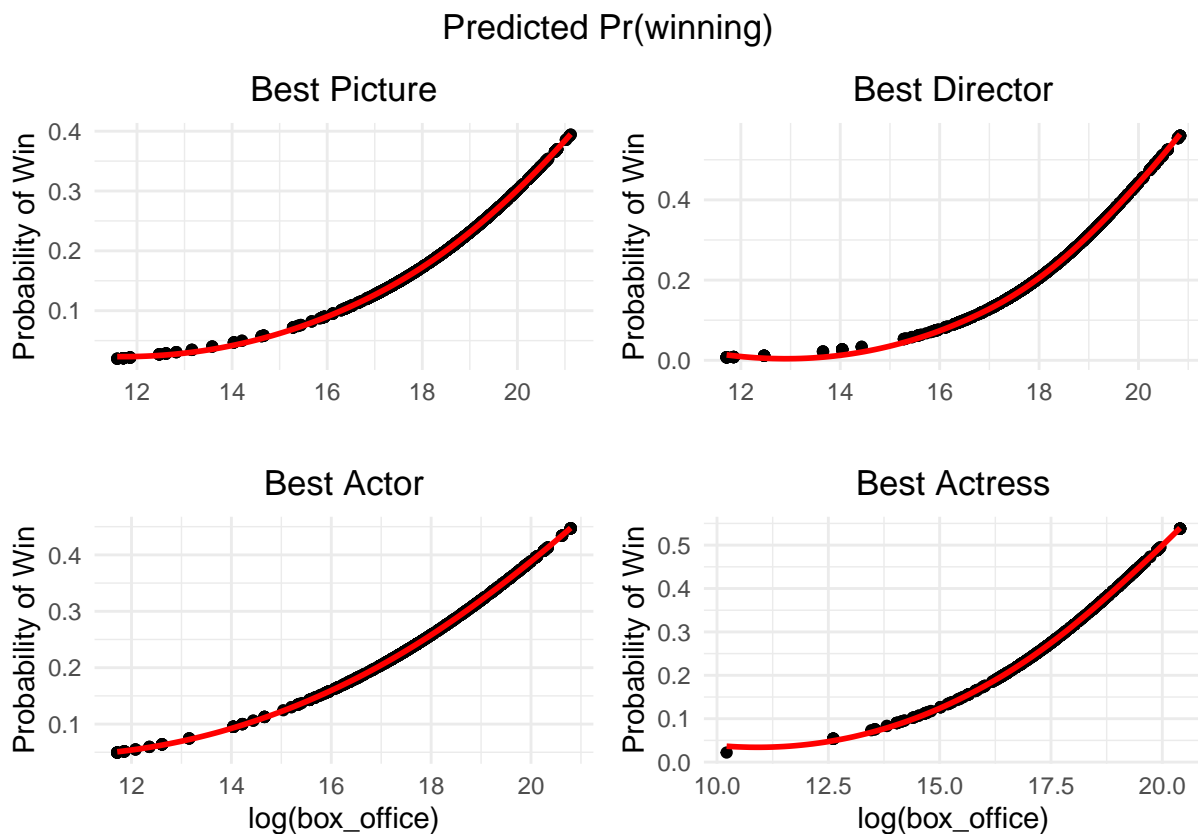 Predicted Pr(winning)
Best Picture
Probability of Win
0.4
0.3
0.2
0.1
12 14 16 18 20
Best Director
Probability of Win
0.4
0.2
0.0
12 14 16 18 20
Best Actor
Probability of Win
0.4
0.3
0.2
0.1
12 14 16 18 20
log(box_office)
Best Actress
Probability of Win
0.5
0.4
0.3
0.2
0.1
0.0
10.0 12.5 15.0 17.5 20.0
log(box_office)